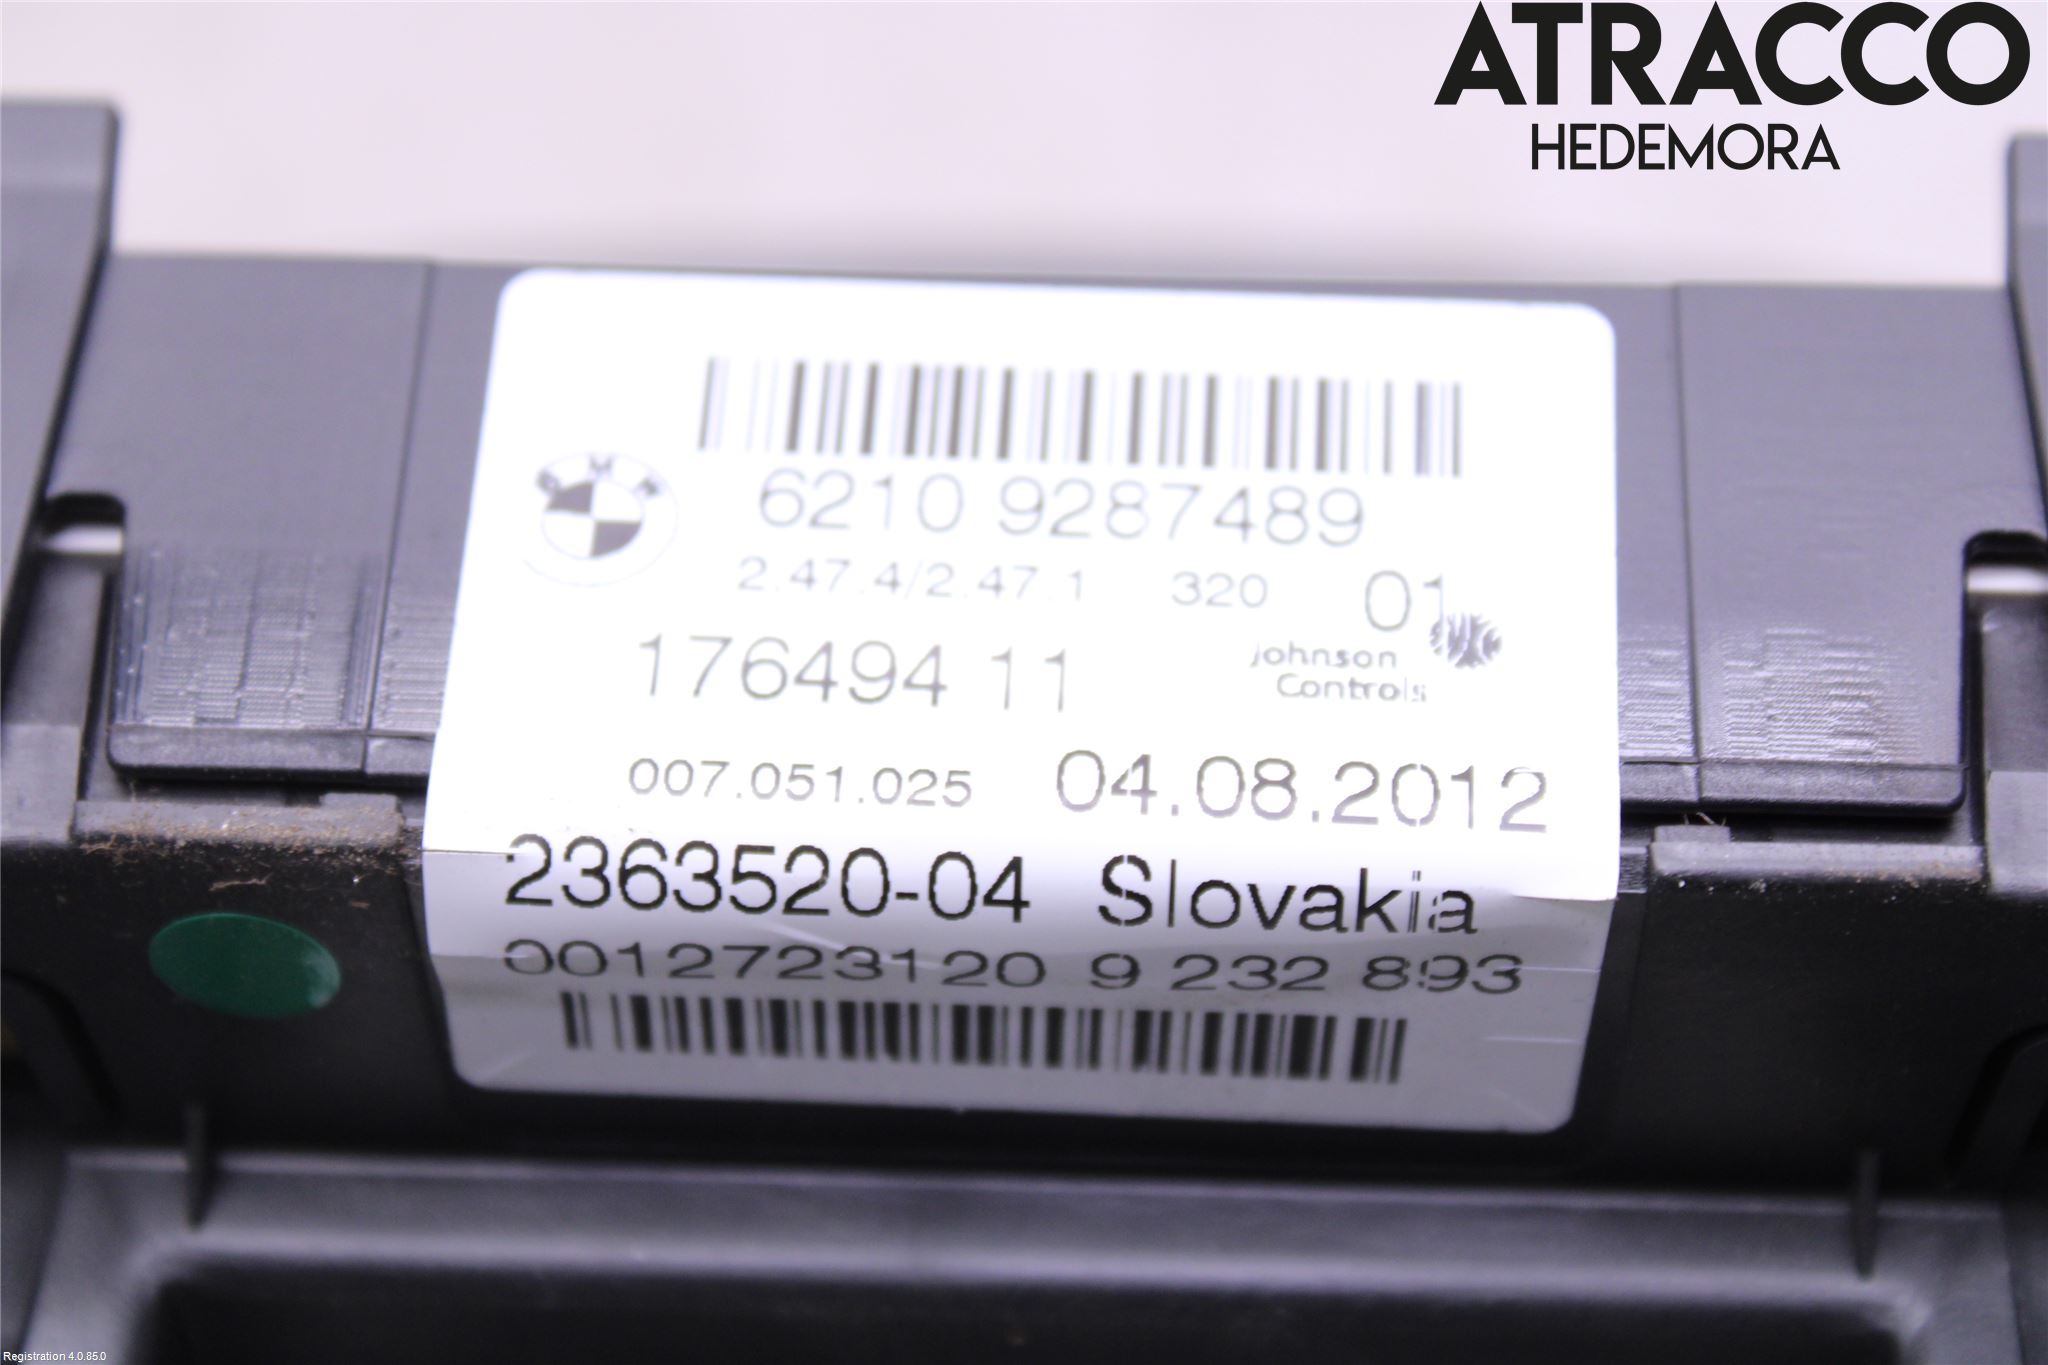 ATRACCO
HEDEMORA
BMW
6210 9287489
2.47.4/2.47.1 320 01
176494 11
Johnson
Controls
007.051.025 04.08.2012
2363520-04 Slovakia
0012723120 9 232 893
Registration 4.0.85.0